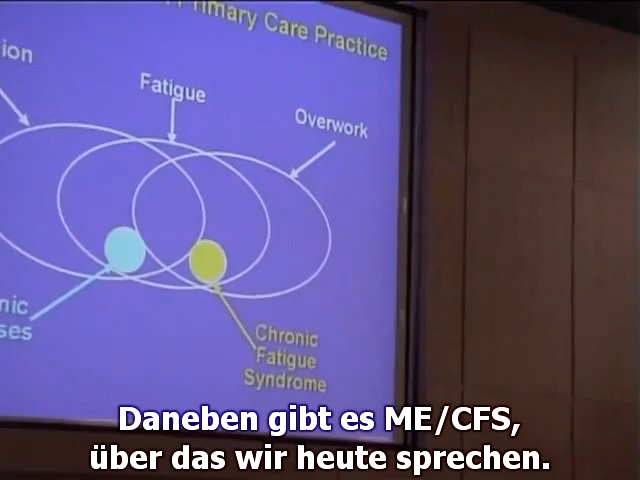 Primary Care Practice
ion
Fatigue
Overwork
nic
ses
Chronic
Fatigue
Syndrome
Daneben gibt es ME/CFS,
über das wir heute sprechen.